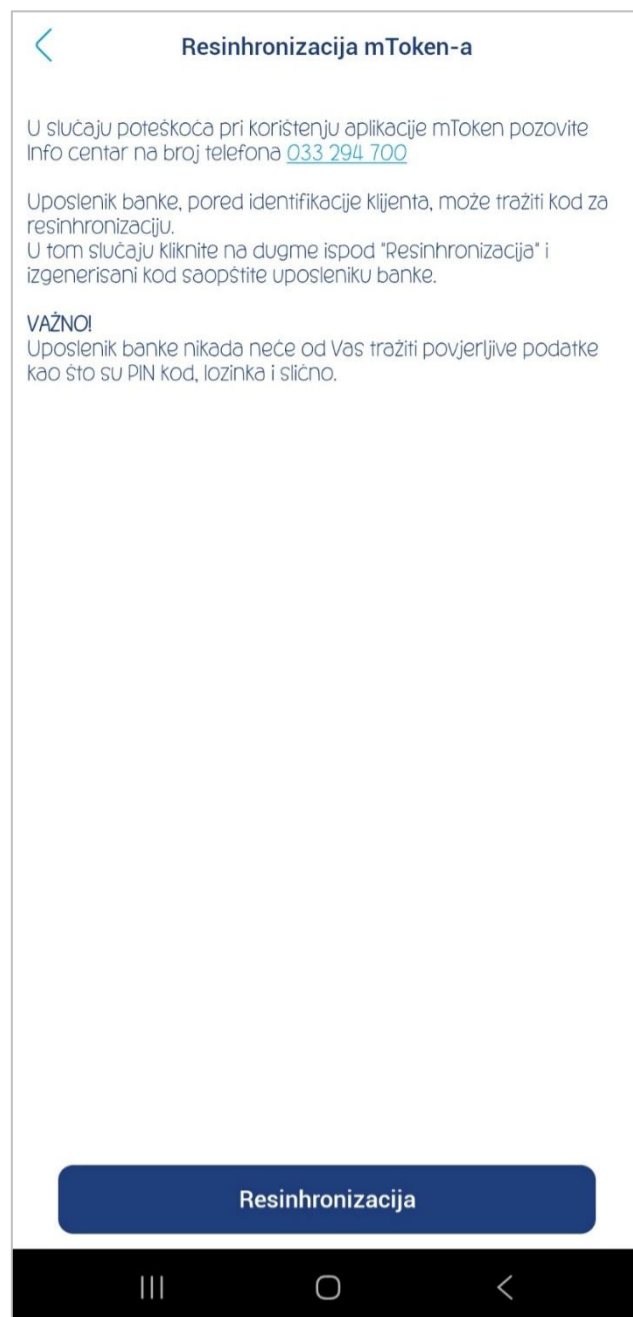 Resinhronizacija mToken-a
U slučaju poteškoća pri korištenju aplikacije mToken pozovite
Info centar na broj telefona 033 294 700
Uposlenik banke, pored identifikacije klijenta, može tražiti kod za
resinhronizaciju.
U tom slučaju kliknite na dugme ispod "Resinhronizacija" i
izgenerisani kod saopštite uposleniku banke.
VAŽNO!
Uposlenik banke nikada neće od Vas tražiti povjerljive podatke
kao što su PIN kod, lozinka i slično.
Resinhronizacija